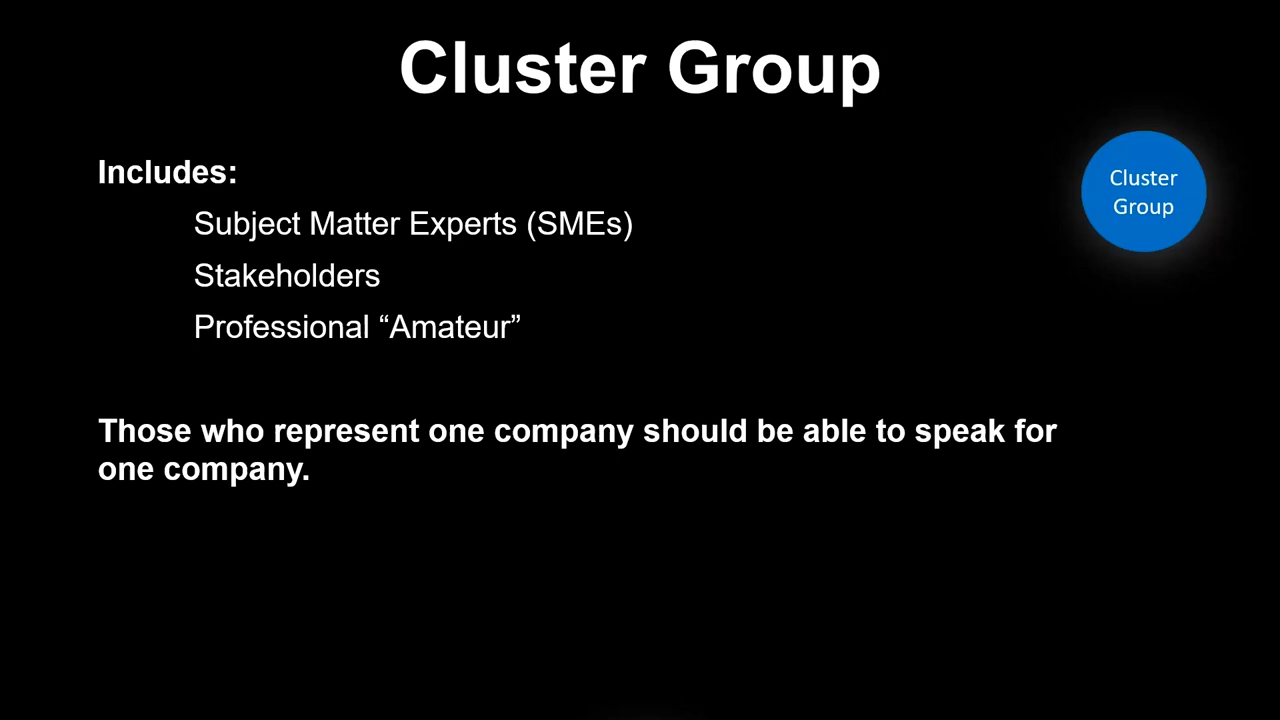 Cluster Group
Includes:
Subject Matter Experts (SMEs)
Stakeholders
Professional “Amateur”
Those who represent one company should be able to speak for
one company.
Cluster
Group